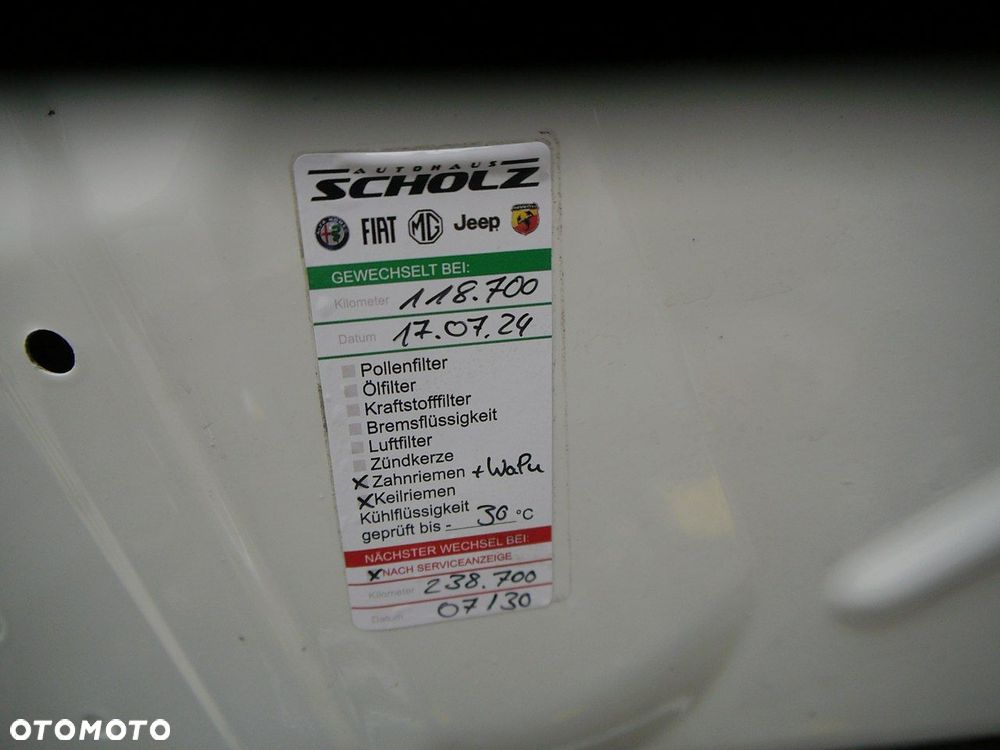 AUTOHAUS
SCHOLZ
FIAT MG Jeep
GEWECHSELT BEI:
Kilometer 118.700
Datum 17.07.24
Pollenfilter
Ölfilter
Kraftstofffilter
Bremsflüssigkeit
Luftfilter
Zündkerze
x Zahnriemen + WaPu
x Keilriemen
Kühlflüssigkeit
geprüft bis - 30 °C
NÄCHSTER WECHSEL BEI:
x NACH SERVICEANZEIGE
Kilometer 238.700
Datum 07/30
OTOMOTO